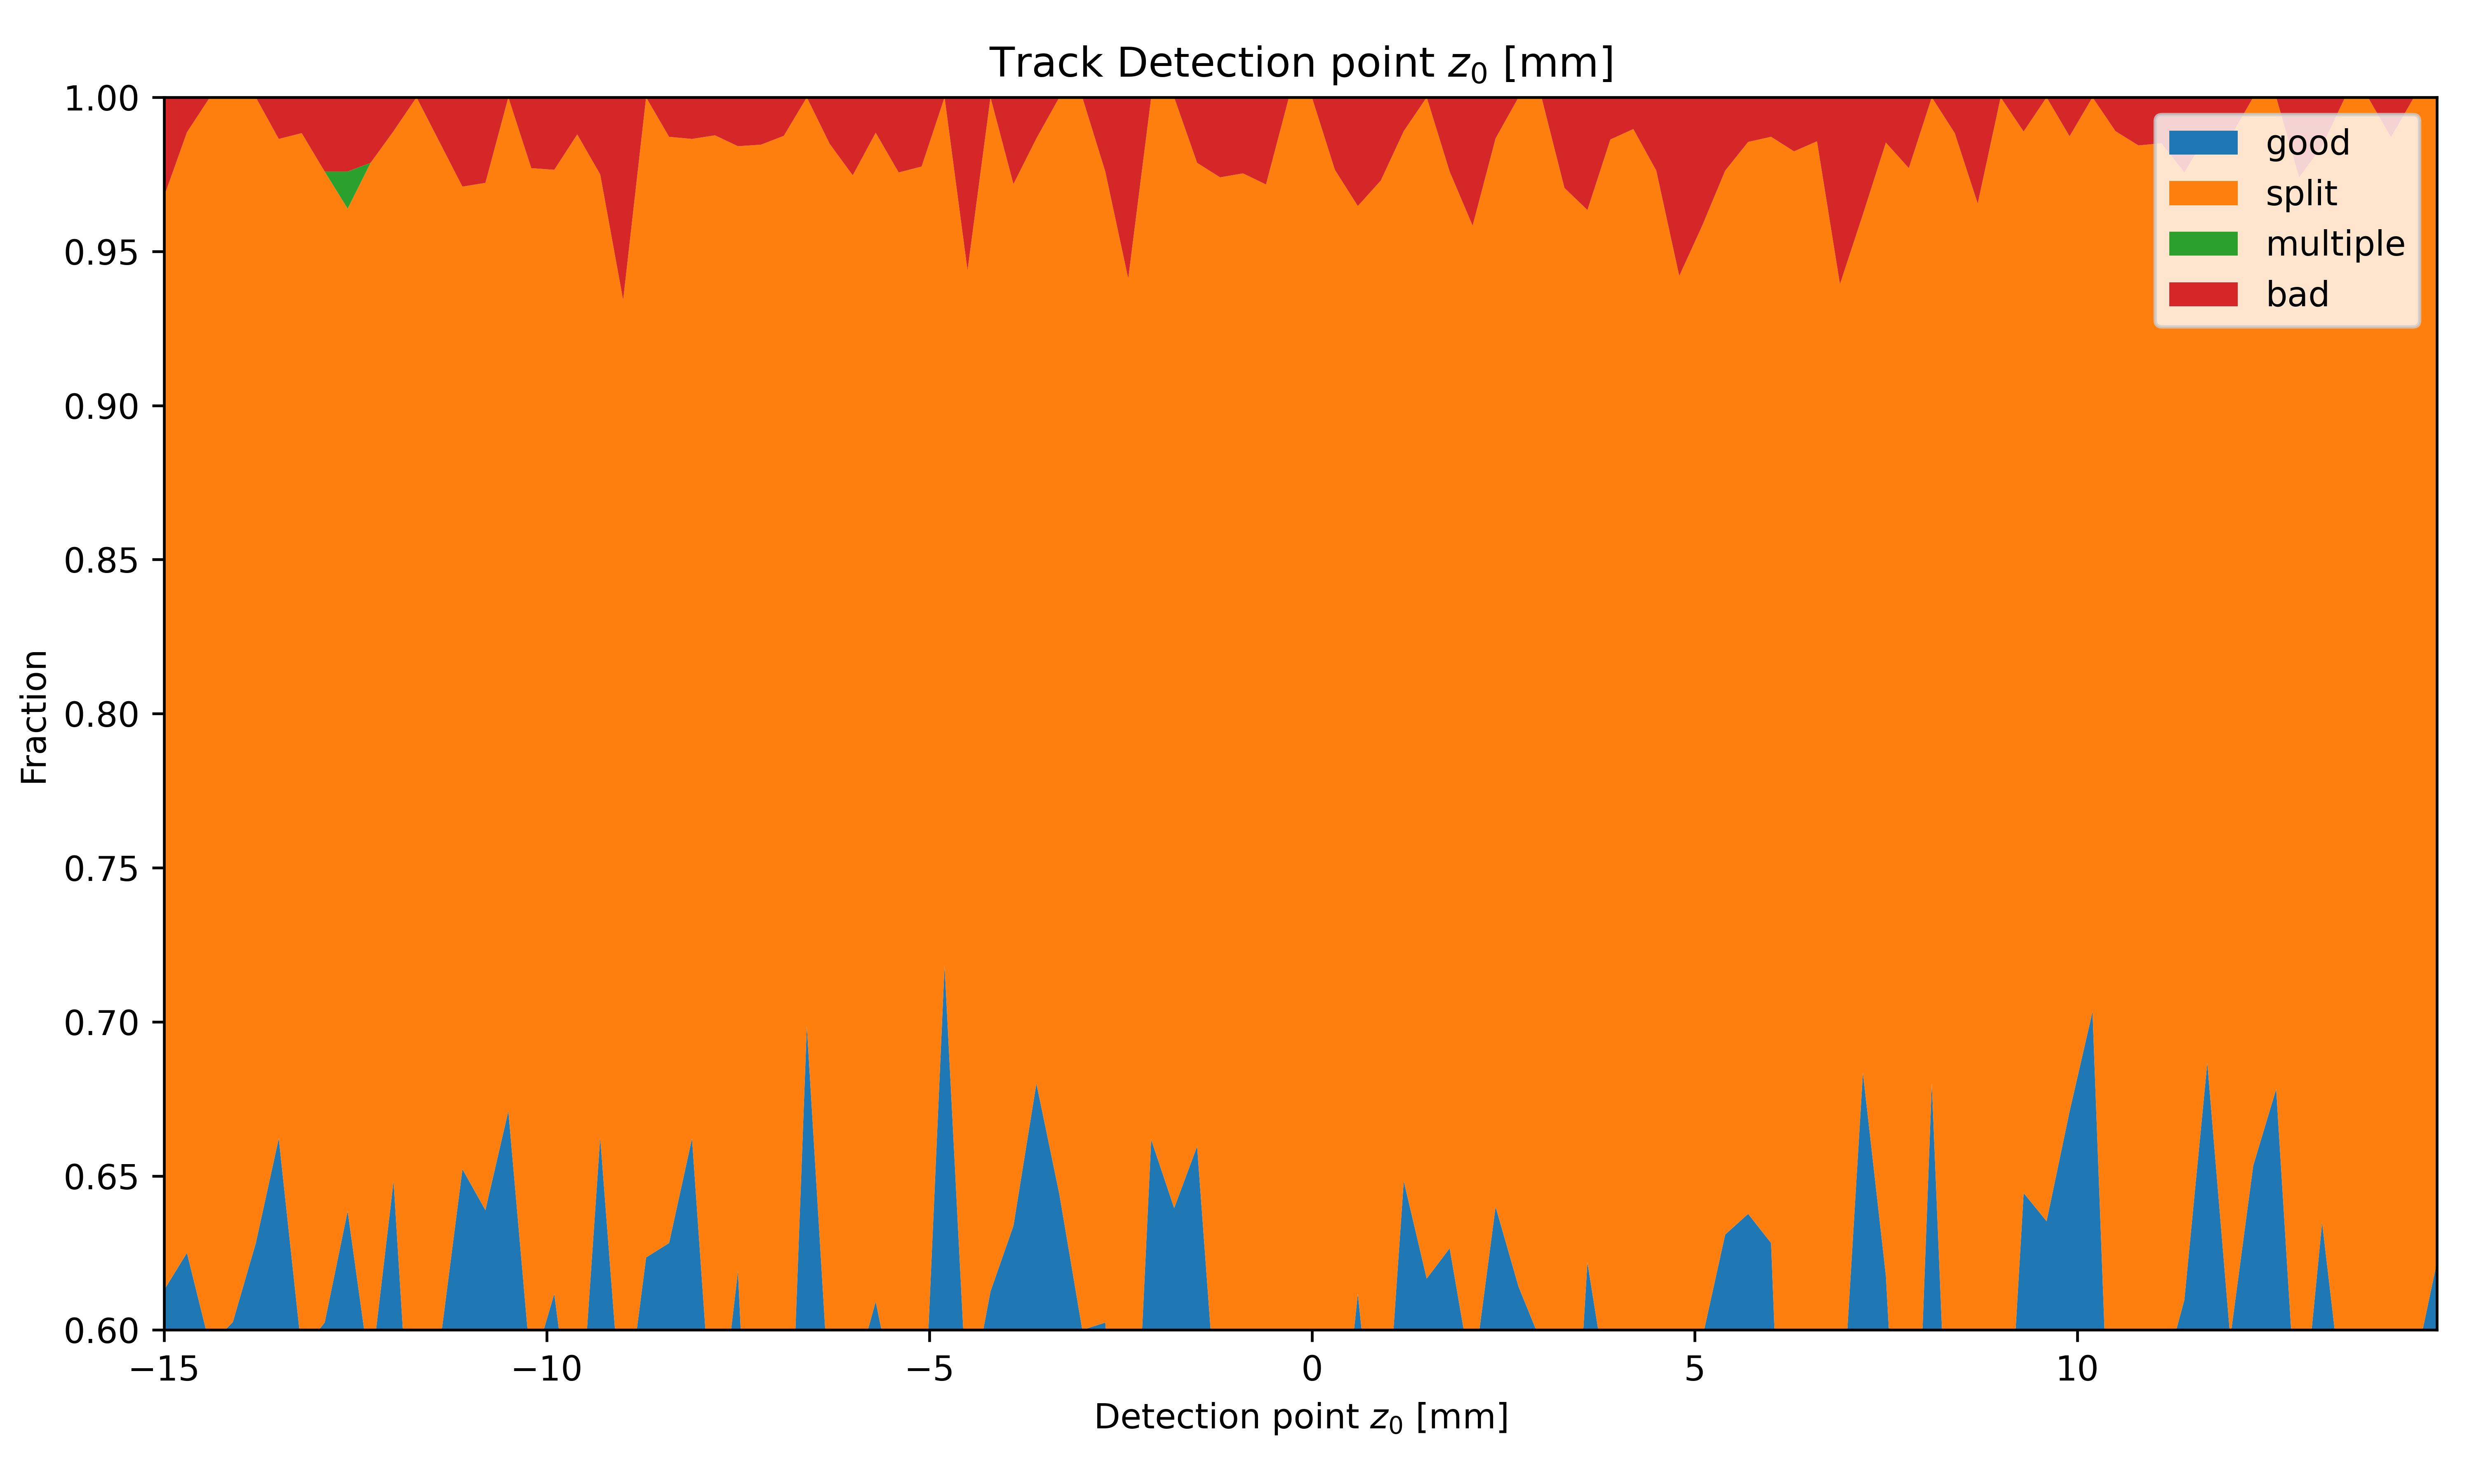 Track Detection point z₀ [mm]
1.00
0.95
0.90
0.85
0.80
0.75
0.70
0.65
0.60
Fraction
good
split
multiple
bad
−15
−10
−5
0
5
10
Detection point z₀ [mm]